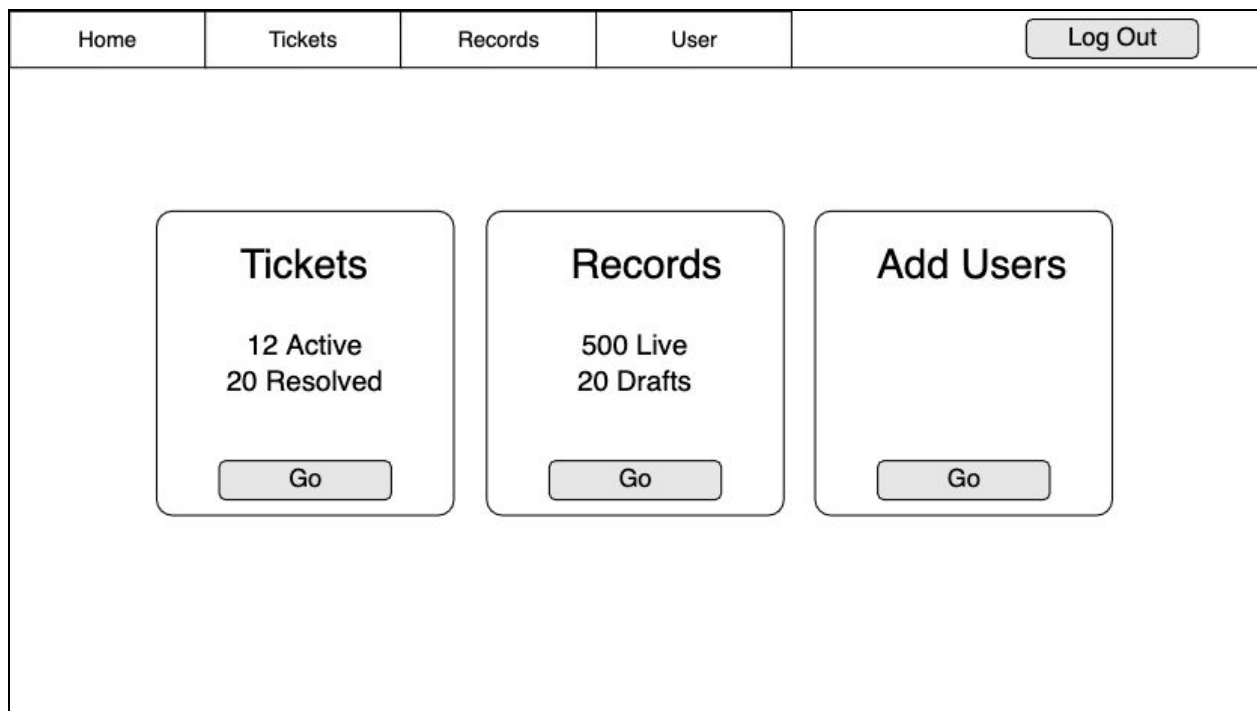 Home
Tickets
Records
User
Log Out
Tickets
12 Active
20 Resolved
Go
Records
500 Live
20 Drafts
Go
Add Users
Go